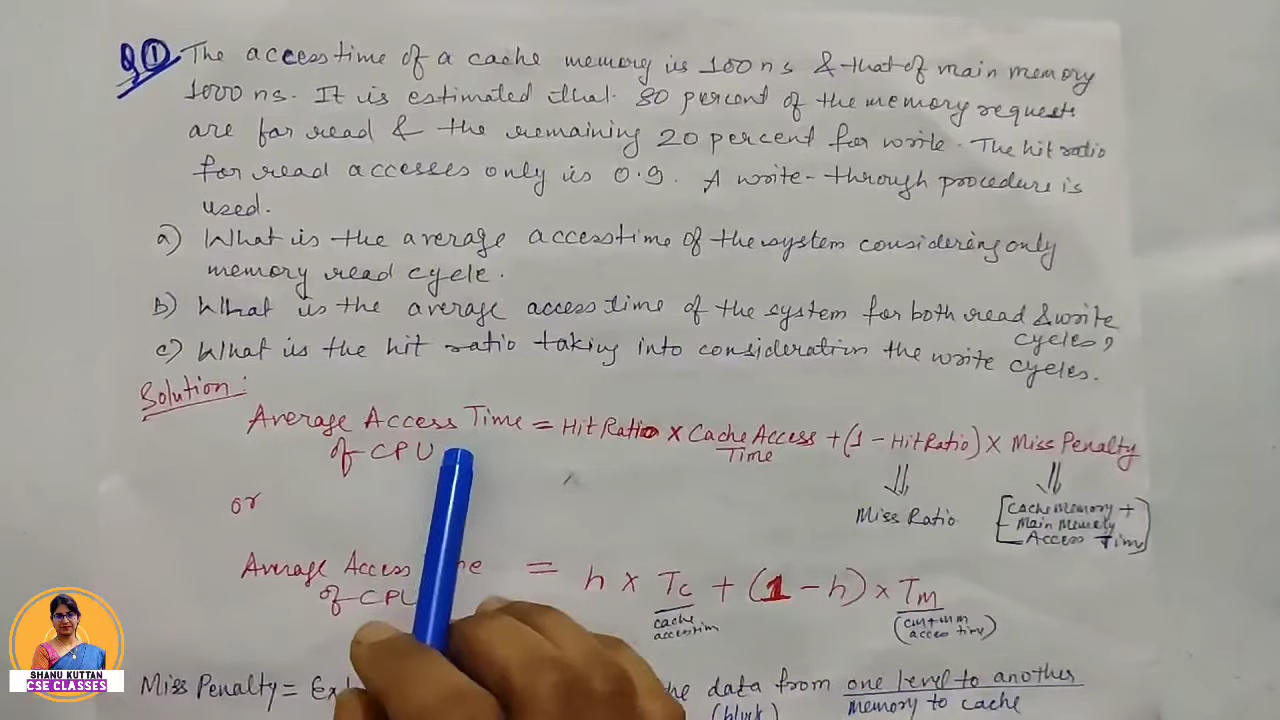 Q① The access time of a cache memory is 100 ns & that of main memory
1000 ns. It is estimated that 80 percent of the memory requests
are for read & the remaining 20 percent for write. The hit ratio
for read accesses only is 0.9. A write-through procedure is
used.
a) What is the average access time of the system considering only
memory read cycle.
b) What is the average access time of the system for both read & write
cycles,
c) What is the hit ratio taking into consideration the write cycles.
Solution:
Average Access Time = Hit Ratio × Cache Access + (1 - Hit Ratio) × Miss Penalty
of CPU Time
⇓ ⇓
Miss Ratio [Cache Memory +
Main Memory
Access Time]
or
Average Access = h × Tc + (1 - h) × Tm
of CPU cache (cm + mm
access time access time)
Miss Penalty = the data from one level to another
(block) memory to cache
SHANU KUTTAN
CSE CLASSES